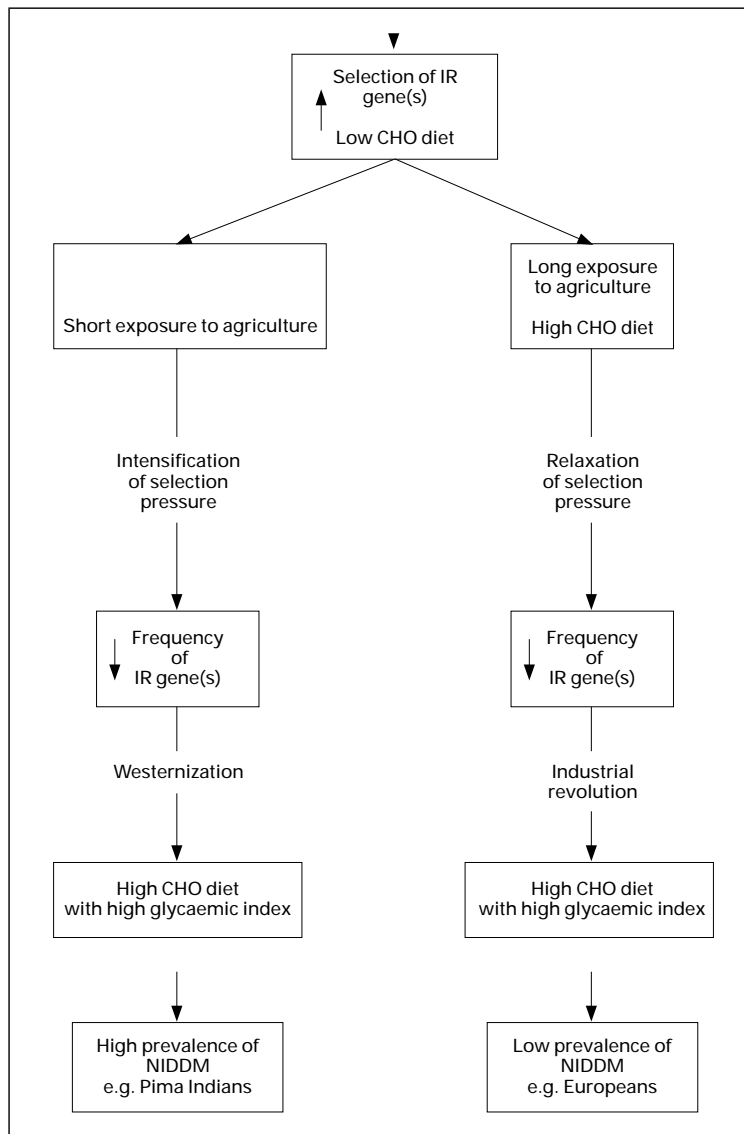 Selection of IR
gene(s)
Low CHO diet
Short exposure to agriculture
Long exposure
to agriculture
High CHO diet
Intensification
of selection
pressure
Relaxation
of selection
pressure
Frequency
of
IR gene(s)
Frequency
of
IR gene(s)
Westernization
Industrial
revolution
High CHO diet
with high glycaemic index
High CHO diet
with high glycaemic index
High prevalence of
NIDDM
e.g. Pima Indians
Low prevalence of
NIDDM
e.g. Europeans